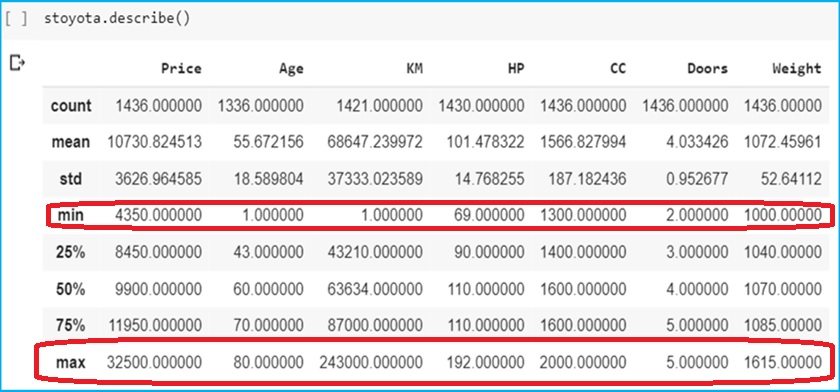 [ ] stoyota.describe()
Price Age KM HP CC Doors Weight
count 1436.000000 1336.000000 1421.000000 1430.000000 1436.000000 1436.000000 1436.00000
mean 10730.824513 55.672156 68647.239972 101.478322 1566.827994 4.033426 1072.45961
std 3626.964585 18.589804 37333.023589 14.768255 187.182436 0.952677 52.64112
min 4350.000000 1.000000 1.000000 69.000000 1300.000000 2.000000 1000.00000
25% 8450.000000 43.000000 43210.000000 90.000000 1400.000000 3.000000 1040.00000
50% 9900.000000 60.000000 63634.000000 110.000000 1600.000000 4.000000 1070.00000
75% 11950.000000 70.000000 87000.000000 110.000000 1600.000000 5.000000 1085.00000
max 32500.000000 80.000000 243000.000000 192.000000 2000.000000 5.000000 1615.00000